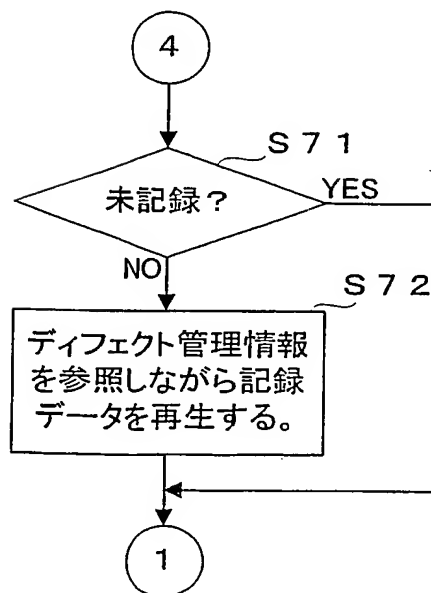 4
S71
未記録？
YES
NO
S72
ディフェクト管理情報
を参照しながら記録
データを再生する。
1